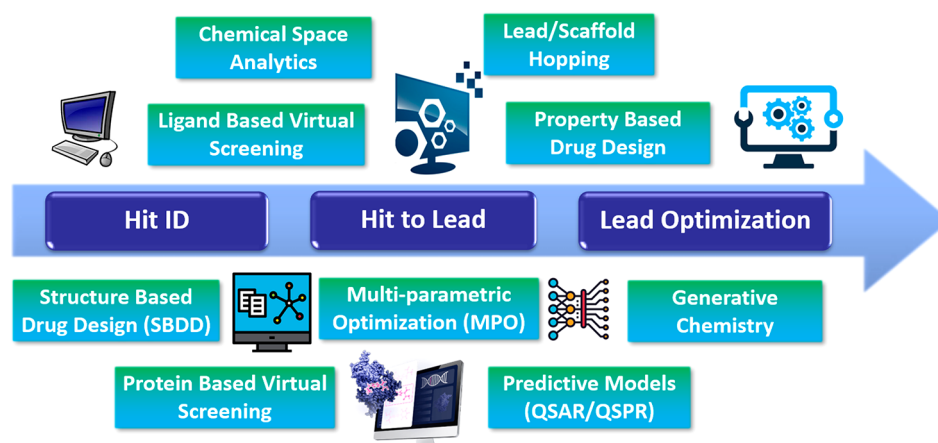 Chemical Space
Analytics
Lead/Scaffold
Hopping
Ligand Based Virtual
Screening
Property Based
Drug Design
Hit ID
Hit to Lead
Lead Optimization
Structure Based
Drug Design (SBDD)
Multi-parametric
Optimization (MPO)
Generative
Chemistry
Protein Based Virtual
Screening
Predictive Models
(QSAR/QSPR)